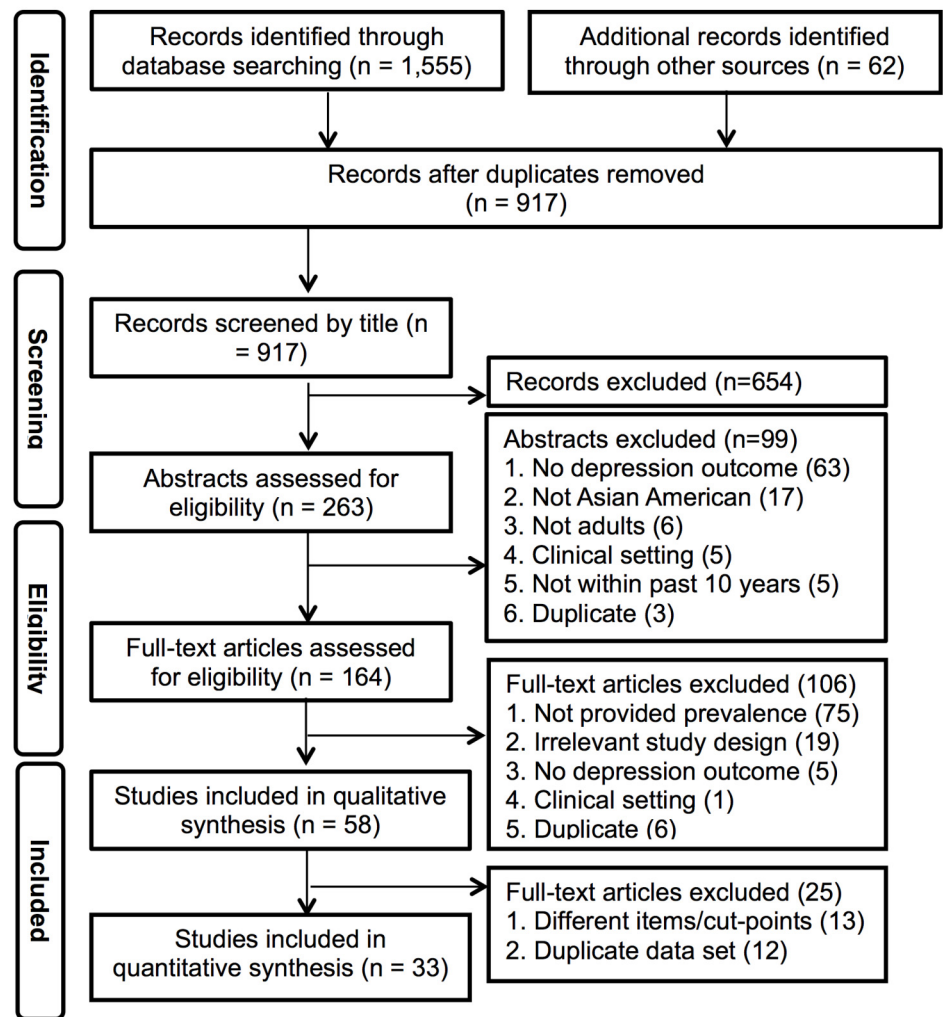 Identification
Records identified through
database searching (n = 1,555)
Additional records identified
through other sources (n = 62)
Records after duplicates removed
(n = 917)
Screening
Records screened by title (n
= 917)
Records excluded (n=654)
Abstracts assessed for
eligibility (n = 263)
Abstracts excluded (n=99)
1. No depression outcome (63)
2. Not Asian American (17)
3. Not adults (6)
4. Clinical setting (5)
5. Not within past 10 years (5)
6. Duplicate (3)
Eligibility
Full-text articles assessed
for eligibility (n = 164)
Full-text articles excluded (106)
1. Not provided prevalence (75)
2. Irrelevant study design (19)
3. No depression outcome (5)
4. Clinical setting (1)
5. Duplicate (6)
Included
Studies included in qualitative
synthesis (n = 58)
Full-text articles excluded (25)
1. Different items/cut-points (13)
2. Duplicate data set (12)
Studies included in
quantitative synthesis (n = 33)